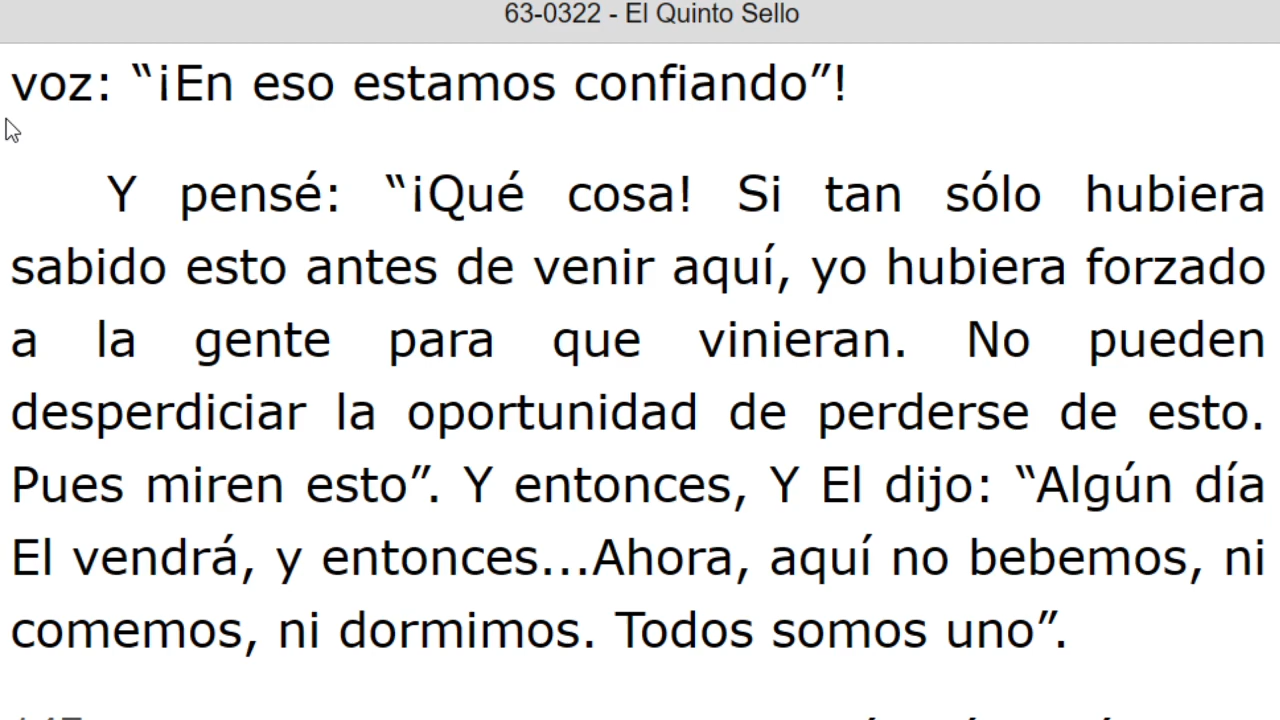 63-0322 - El Quinto Sello
voz: “¡En eso estamos confiando”!
Y pensé: “¡Qué cosa! Si tan sólo hubiera
sabido esto antes de venir aquí, yo hubiera forzado
a la gente para que vinieran. No pueden
desperdiciar la oportunidad de perderse de esto.
Pues miren esto”. Y entonces, Y El dijo: “Algún día
El vendrá, y entonces...Ahora, aquí no bebemos, ni
comemos, ni dormimos. Todos somos uno”.